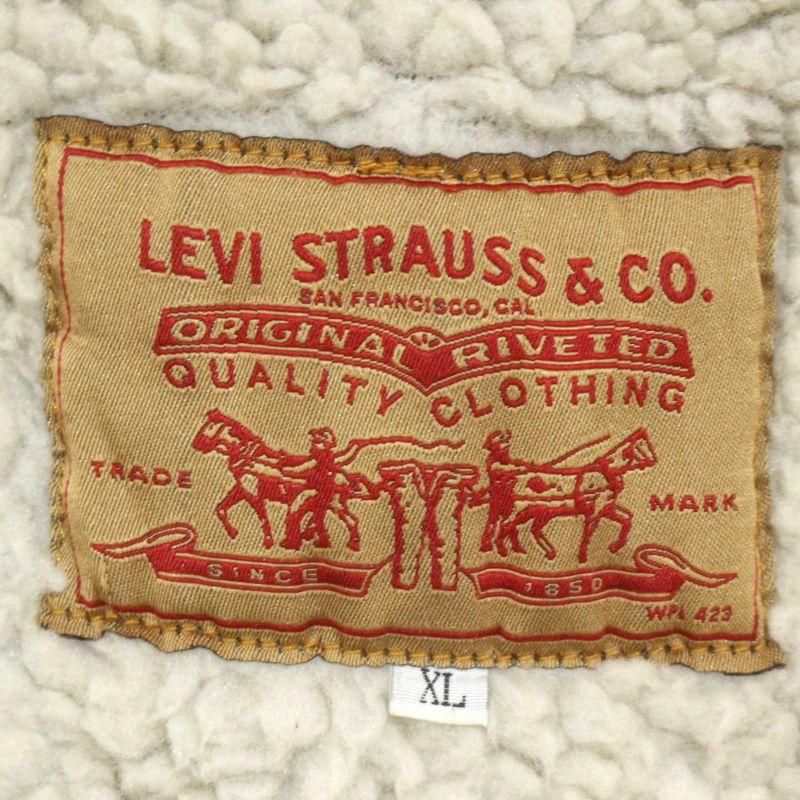 LEVI STRAUSS & CO.
SAN FRANCISCO, CAL.
ORIGINAL RIVETED
QUALITY CLOTHING
TRADE MARK
SINCE 1850
WPL 423
XL